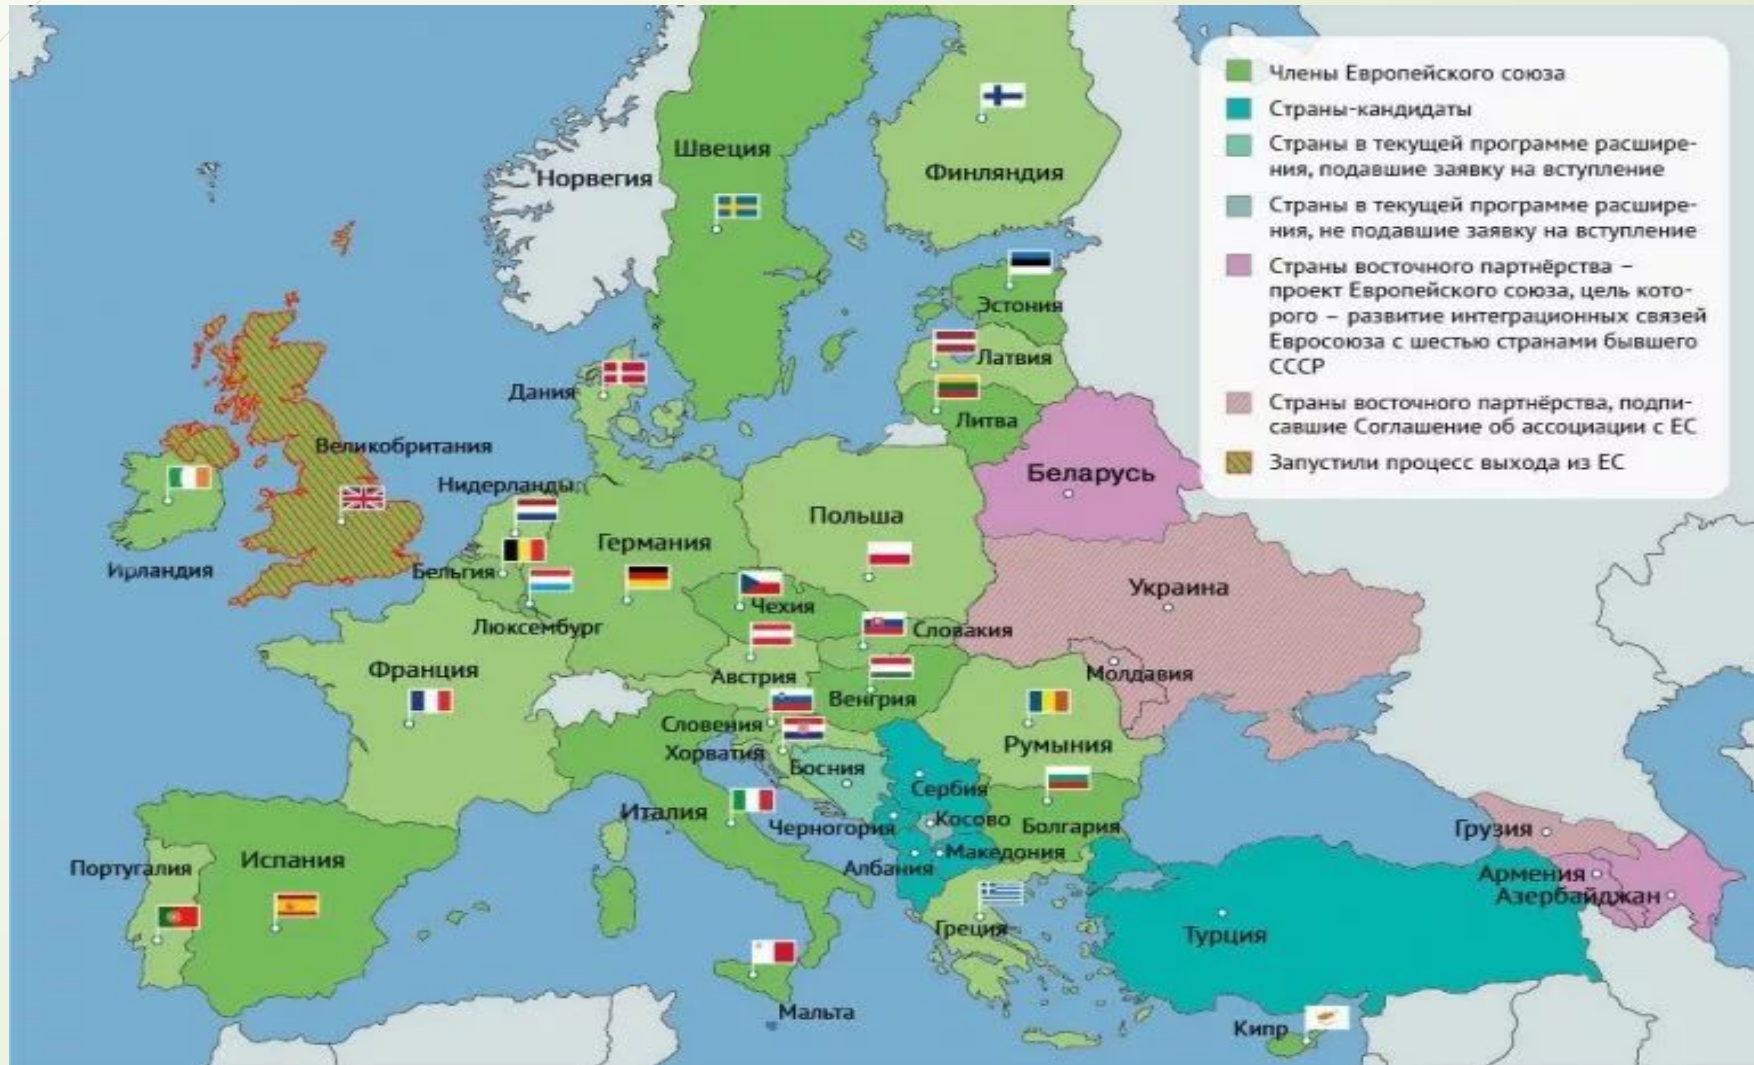 Члены Европейского союза
Страны-кандидаты
Страны в текущей программе расшире-
ния, подавшие заявку на вступление
Страны в текущей программе расшире-
ния, не подавшие заявку на вступление
Страны восточного партнёрства –
проект Европейского союза, цель кото-
рого – развитие интеграционных связей
Евросоюза с шестью странами бывшего
СССР
Страны восточного партнёрства, подпи-
савшие Соглашение об ассоциации с ЕС
Запустили процесс выхода из ЕС
Швеция
Финляндия
Норвегия
Эстония
Латвия
Дания
Литва
Великобритания
Беларусь
Нидерланды
Польша
Германия
Ирландия
Бельгия
Украина
Чехия
Люксембург
Словакия
Франция
Молдавия
Австрия
Венгрия
Словения
Румыния
Хорватия
Босния
Сербия
Италия
Косово
Черногория
Болгария
Грузия
Македония
Испания
Португалия
Албания
Армения
Азербайджан
Греция
Турция
Мальта
Кипр